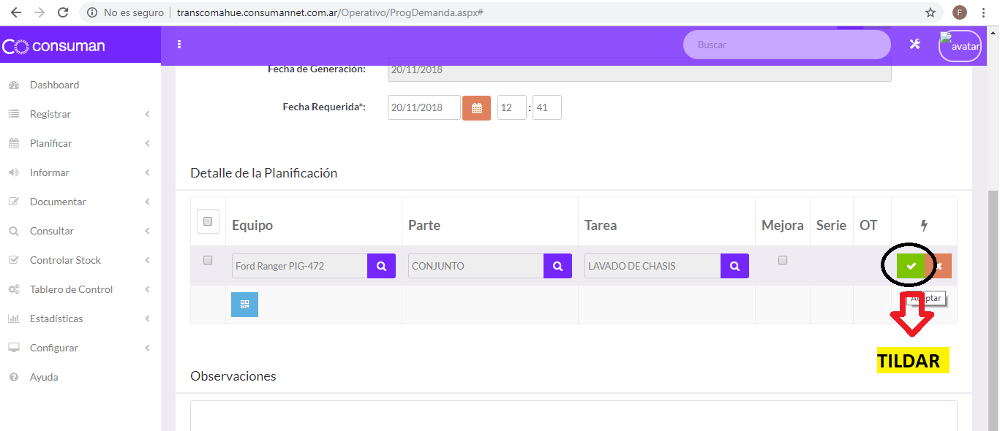 No es seguro | transcomahue.consumannet.com.ar/Operativo/ProgDemanda.aspx#
F
consuman
Buscar
avatar
Dashboard
Registrar
Planificar
Informar
Documentar
Consultar
Controlar Stock
Tablero de Control
Estadísticas
Configurar
Ayuda
Fecha de Generación: 20/11/2018
Fecha Requerida*: 20/11/2018 12 : 41
Detalle de la Planificación
Equipo Parte Tarea Mejora Serie OT
Ford Ranger PIG-472 CONJUNTO LAVADO DE CHASIS
Aceptar
TILDAR
Observaciones